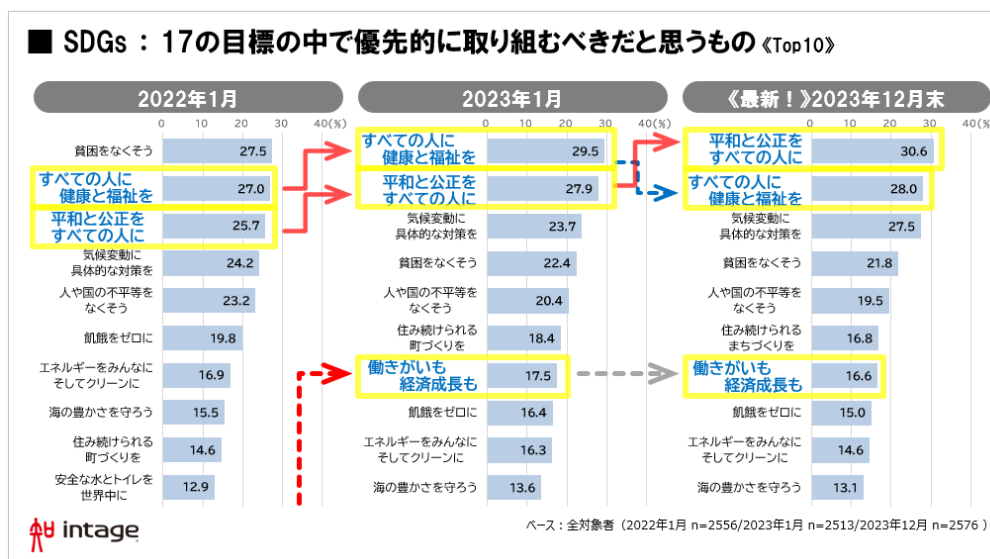 ■ SDGs : 17の目標の中で優先的に取り組むべきだと思うもの《Top10》
2022年1月
0 10 20 30 40(%)
貧困をなくそう 27.5
すべての人に
健康と福祉を 27.0
平和と公正を
すべての人に 25.7
気候変動に
具体的な対策を 24.2
人や国の不平等を
なくそう 23.2
飢餓をゼロに 19.8
エネルギーをみんなに
そしてクリーンに 16.9
海の豊かさを守ろう 15.5
住み続けられる
町づくりを 14.6
安全な水とトイレを
世界中に 12.9
2023年1月
0 10 20 30 40(%)
すべての人に
健康と福祉を 29.5
平和と公正を
すべての人に 27.9
気候変動に
具体的な対策を 23.7
貧困をなくそう 22.4
人や国の不平等を
なくそう 20.4
住み続けられる
町づくりを 18.4
働きがいも
経済成長も 17.5
飢餓をゼロに 16.4
エネルギーをみんなに
そしてクリーンに 16.3
海の豊かさを守ろう 13.6
《最新！》2023年12月末
0 10 20 30 40(%)
平和と公正を
すべての人に 30.6
すべての人に
健康と福祉を 28.0
気候変動に
具体的な対策を 27.5
貧困をなくそう 21.8
人や国の不平等を
なくそう 19.5
住み続けられる
まちづくりを 16.8
働きがいも
経済成長も 16.6
飢餓をゼロに 15.0
エネルギーをみんなに
そしてクリーンに 14.6
海の豊かさを守ろう 13.1
intage
ベース：全対象者（2022年1月 n=2556/2023年1月 n=2513/2023年12月 n=2576 ）